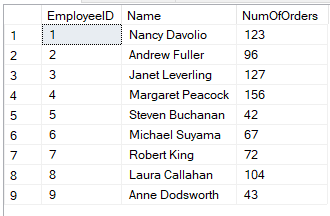 EmployeeID Name NumOfOrders
1 1 Nancy Davolio 123
2 2 Andrew Fuller 96
3 3 Janet Leverling 127
4 4 Margaret Peacock 156
5 5 Steven Buchanan 42
6 6 Michael Suyama 67
7 7 Robert King 72
8 8 Laura Callahan 104
9 9 Anne Dodsworth 43